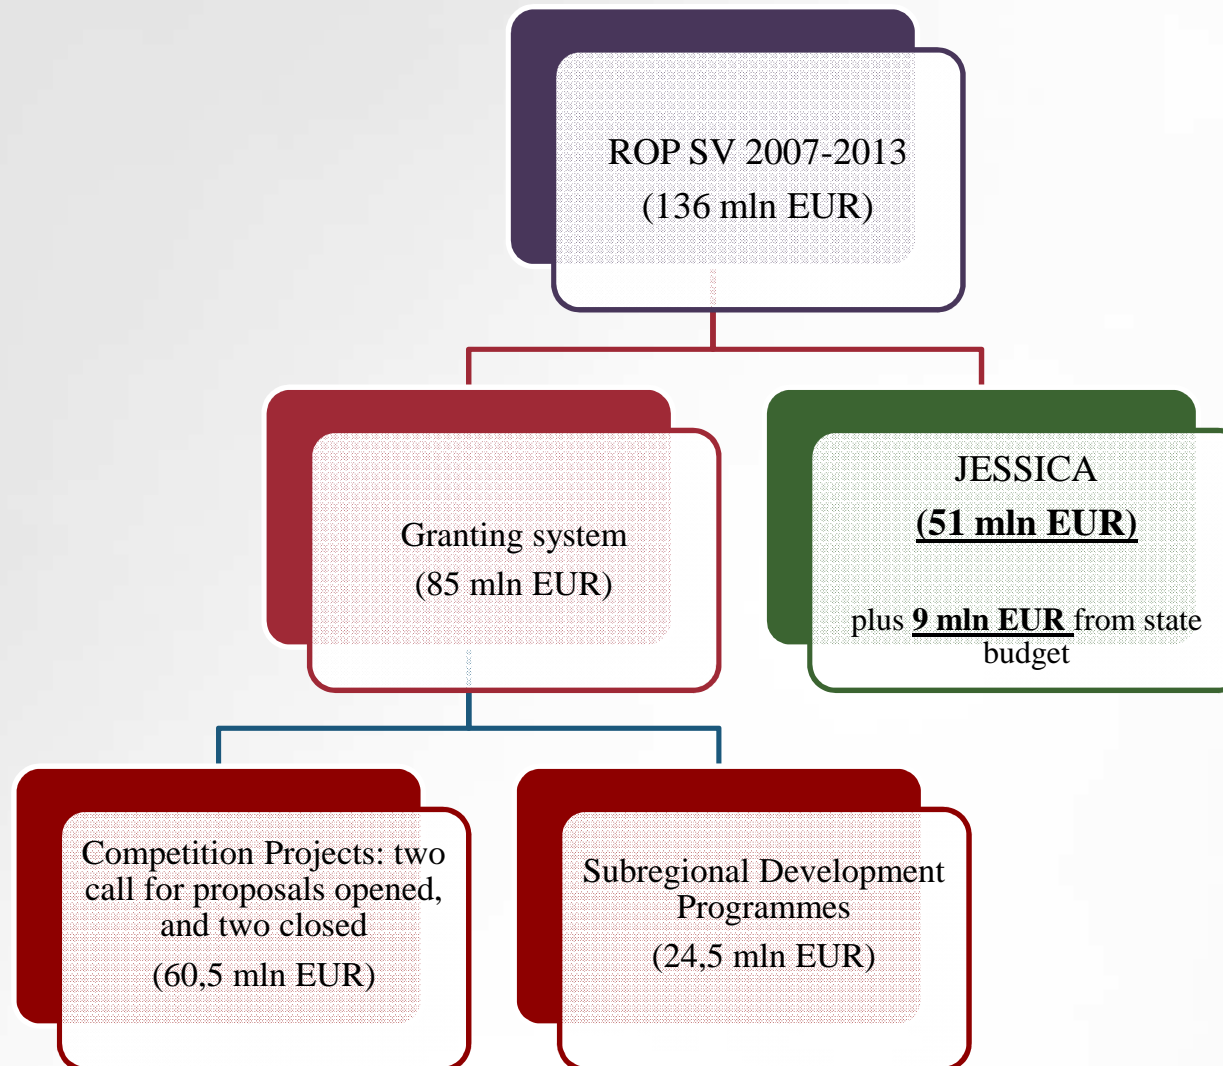 ROP SV 2007-2013
(136 mln EUR)
Granting system
(85 mln EUR)
JESSICA
(51 mln EUR)
plus 9 mln EUR from state
budget
Competition Projects: two
call for proposals opened,
and two closed
(60,5 mln EUR)
Subregional Development
Programmes
(24,5 mln EUR)